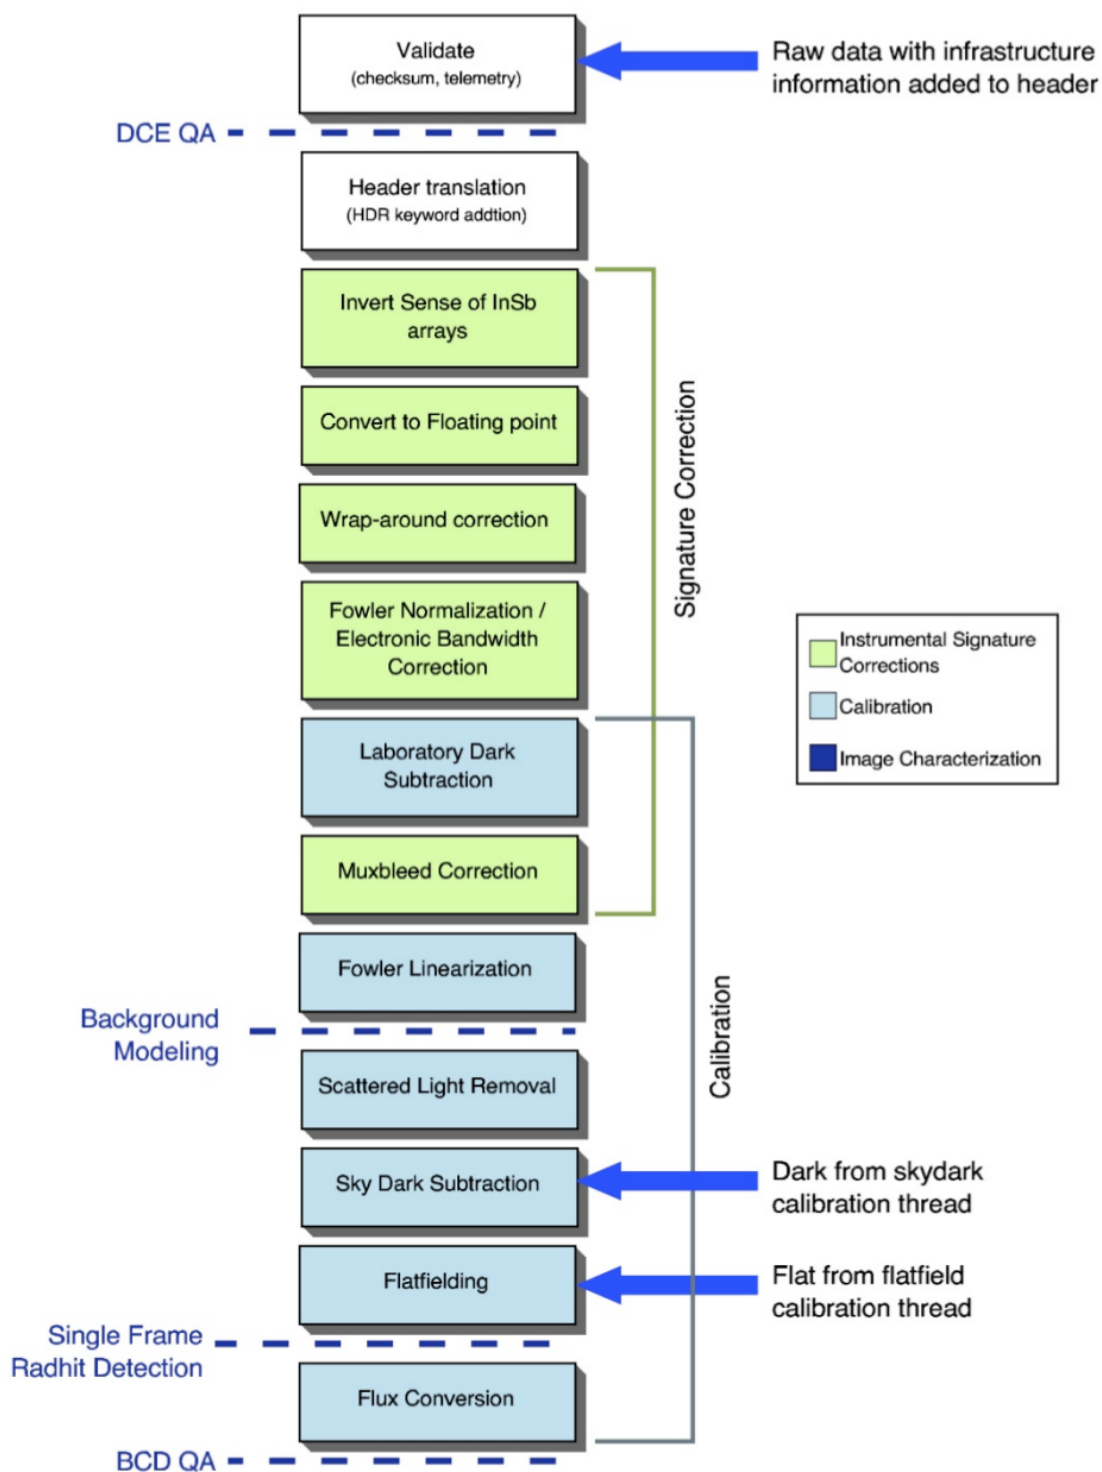 Validate
(checksum, telemetry)
Raw data with infrastructure
information added to header
DCE QA
Header translation
(HDR keyword addtion)
Invert Sense of InSb
arrays
Convert to Floating point
Wrap-around correction
Fowler Normalization /
Electronic Bandwidth
Correction
Signature Correction
Instrumental Signature
Corrections
Calibration
Image Characterization
Laboratory Dark
Subtraction
Muxbleed Correction
Fowler Linearization
Background
Modeling
Calibration
Scattered Light Removal
Sky Dark Subtraction
Dark from skydark
calibration thread
Flatfielding
Flat from flatfield
calibration thread
Single Frame
Radhit Detection
Flux Conversion
BCD QA